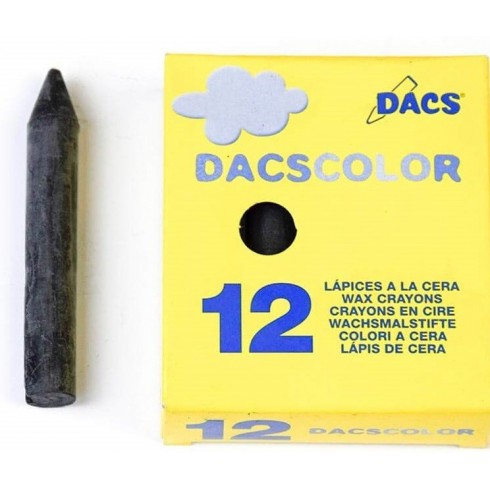 DACS®
DACSCOLOR
12
LÁPICES A LA CERA
WAX CRAYONS
CRAYONS EN CIRE
WACHSMALSTIFTE
COLORI A CERA
LÁPIS DE CERA
12 DACSCOLOR